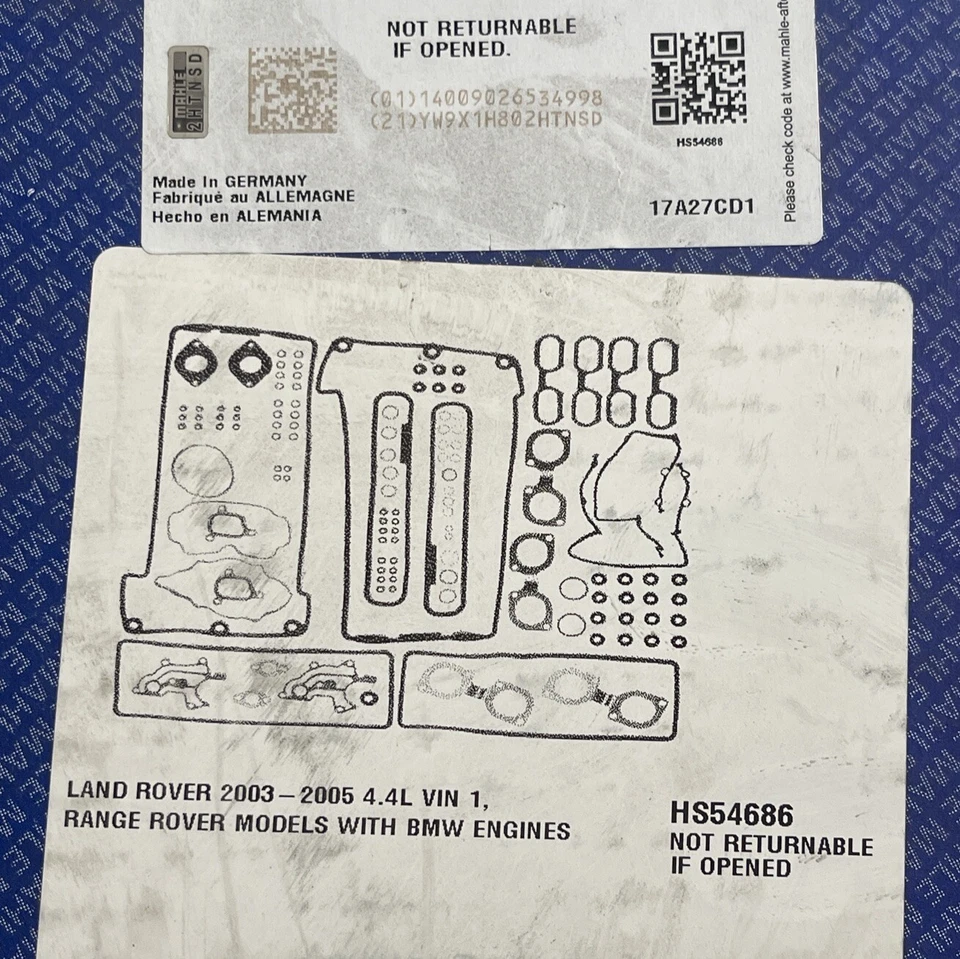 NOT RETURNABLE
IF OPENED.
MAHLE
2HTNSD
(01)14009026534998
(21)YW9X1H802HTNSD
HS54686
Made In GERMANY
Fabriqué au ALLEMAGNE
Hecho en ALEMANIA
17A27CD1
Please check code at www.mahle-aft
LAND ROVER 2003–2005 4.4L VIN 1,
RANGE ROVER MODELS WITH BMW ENGINES
HS54686
NOT RETURNABLE
IF OPENED